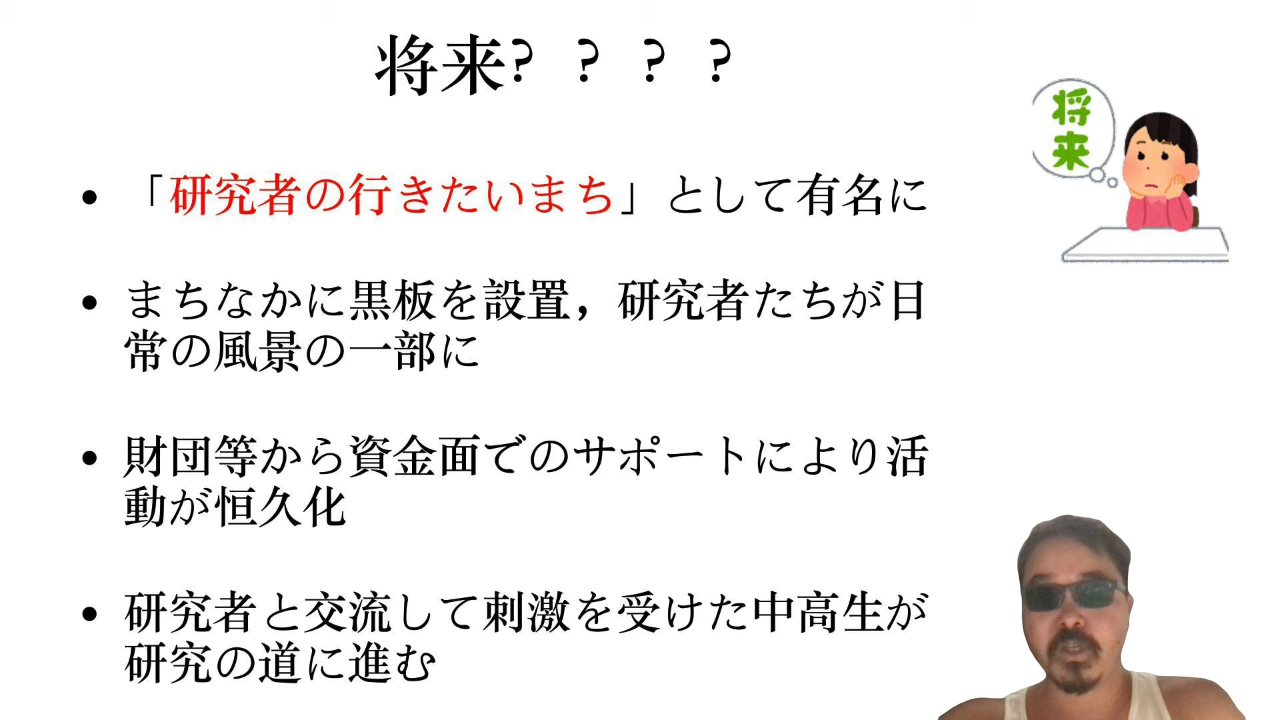 将来????
将来
「研究者の行きたいまち」として有名に
まちなかに黒板を設置，研究者たちが日
常の風景の一部に
財団等から資金面でのサポートにより活
動が恒久化
研究者と交流して刺激を受けた中高生が
研究の道に進む